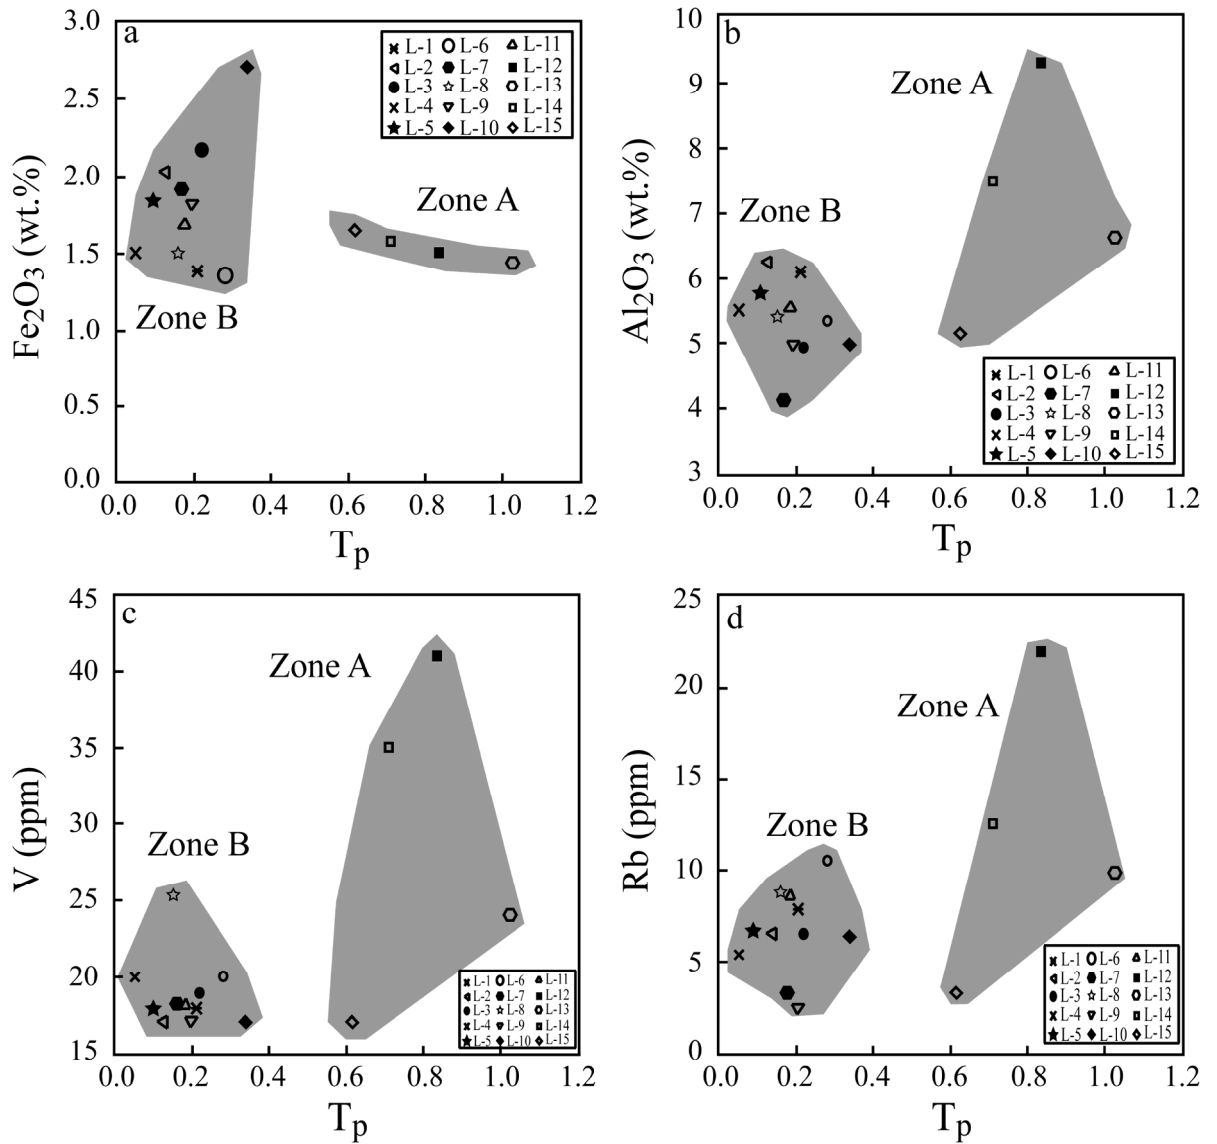 a
3.0
2.5
2.0
1.5
1.0
0.5
0.0
Fe2O3 (wt.%)
L-1 L-6 L-11
L-2 L-7 L-12
L-3 L-8 L-13
L-4 L-9 L-14
L-5 L-10 L-15
Zone A
Zone B
0.0 0.2 0.4 0.6 0.8 1.0 1.2
Tp
b
10
9
8
7
6
5
4
3
Al2O3 (wt.%)
Zone A
Zone B
L-1 L-6 L-11
L-2 L-7 L-12
L-3 L-8 L-13
L-4 L-9 L-14
L-5 L-10 L-15
0.0 0.2 0.4 0.6 0.8 1.0 1.2
Tp
c
45
40
35
30
25
20
15
V (ppm)
Zone A
Zone B
L-1 L-6 L-11
L-2 L-7 L-12
L-3 L-8 L-13
L-4 L-9 L-14
L-5 L-10 L-15
0.0 0.2 0.4 0.6 0.8 1.0 1.2
Tp
d
25
20
15
10
5
0
Rb (ppm)
Zone A
Zone B
L-1 L-6 L-11
L-2 L-7 L-12
L-3 L-8 L-13
L-4 L-9 L-14
L-5 L-10 L-15
0.0 0.2 0.4 0.6 0.8 1.0 1.2
Tp